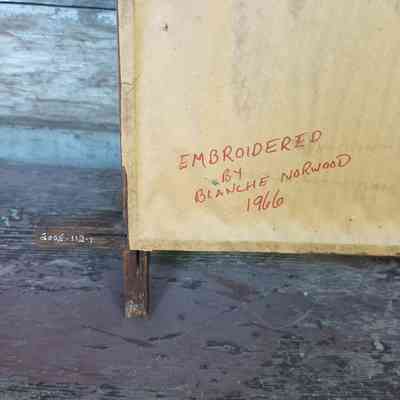 EMBROIDERED
BY
BLANCHE NORWOOD
1966